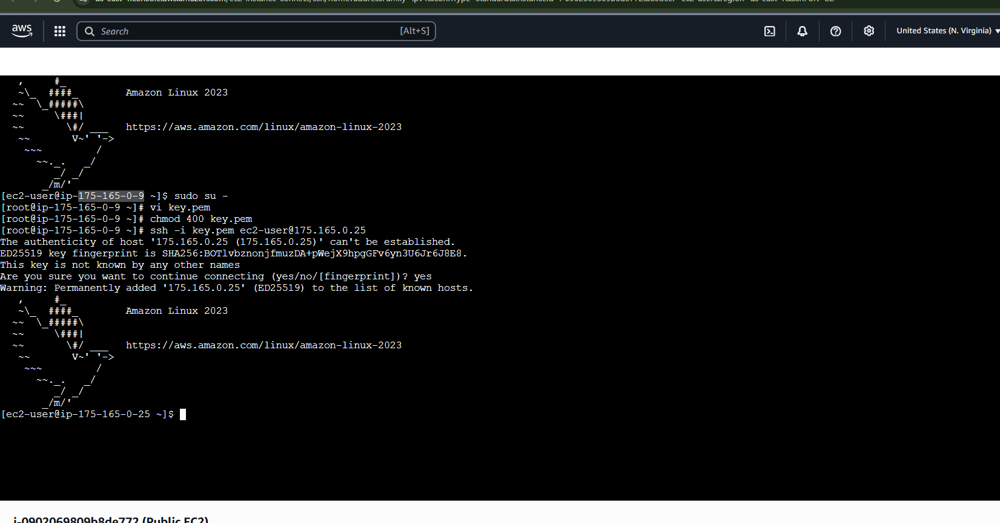 aws
Search [Alt+S]
United States (N. Virginia)
   ,     #_
   ~\_  ####_        Amazon Linux 2023
  ~~  \_#####\
  ~~     \###|
  ~~       \#/ ___   https://aws.amazon.com/linux/amazon-linux-2023
   ~~       V~' '->
    ~~~         /
      ~~._.   _/
         _/ _/
       _/m/'
[ec2-user@ip-175-165-0-9 ~]$ sudo su -
[root@ip-175-165-0-9 ~]# vi key.pem
[root@ip-175-165-0-9 ~]# chmod 400 key.pem
[root@ip-175-165-0-9 ~]# ssh -i key.pem ec2-user@175.165.0.25
The authenticity of host '175.165.0.25 (175.165.0.25)' can't be established.
ED25519 key fingerprint is SHA256:BOTlvbznonjfmuzDA+pWejX9hpgGFv6yn3U6Jr6J8E8.
This key is not known by any other names
Are you sure you want to continue connecting (yes/no/[fingerprint])? yes
Warning: Permanently added '175.165.0.25' (ED25519) to the list of known hosts.
   ,     #_
   ~\_  ####_        Amazon Linux 2023
  ~~  \_#####\
  ~~     \###|
  ~~       \#/ ___   https://aws.amazon.com/linux/amazon-linux-2023
   ~~       V~' '->
    ~~~         /
      ~~._.   _/
         _/ _/
       _/m/'
[ec2-user@ip-175-165-0-25 ~]$
i-0902069809b8de772 (Public EC2)